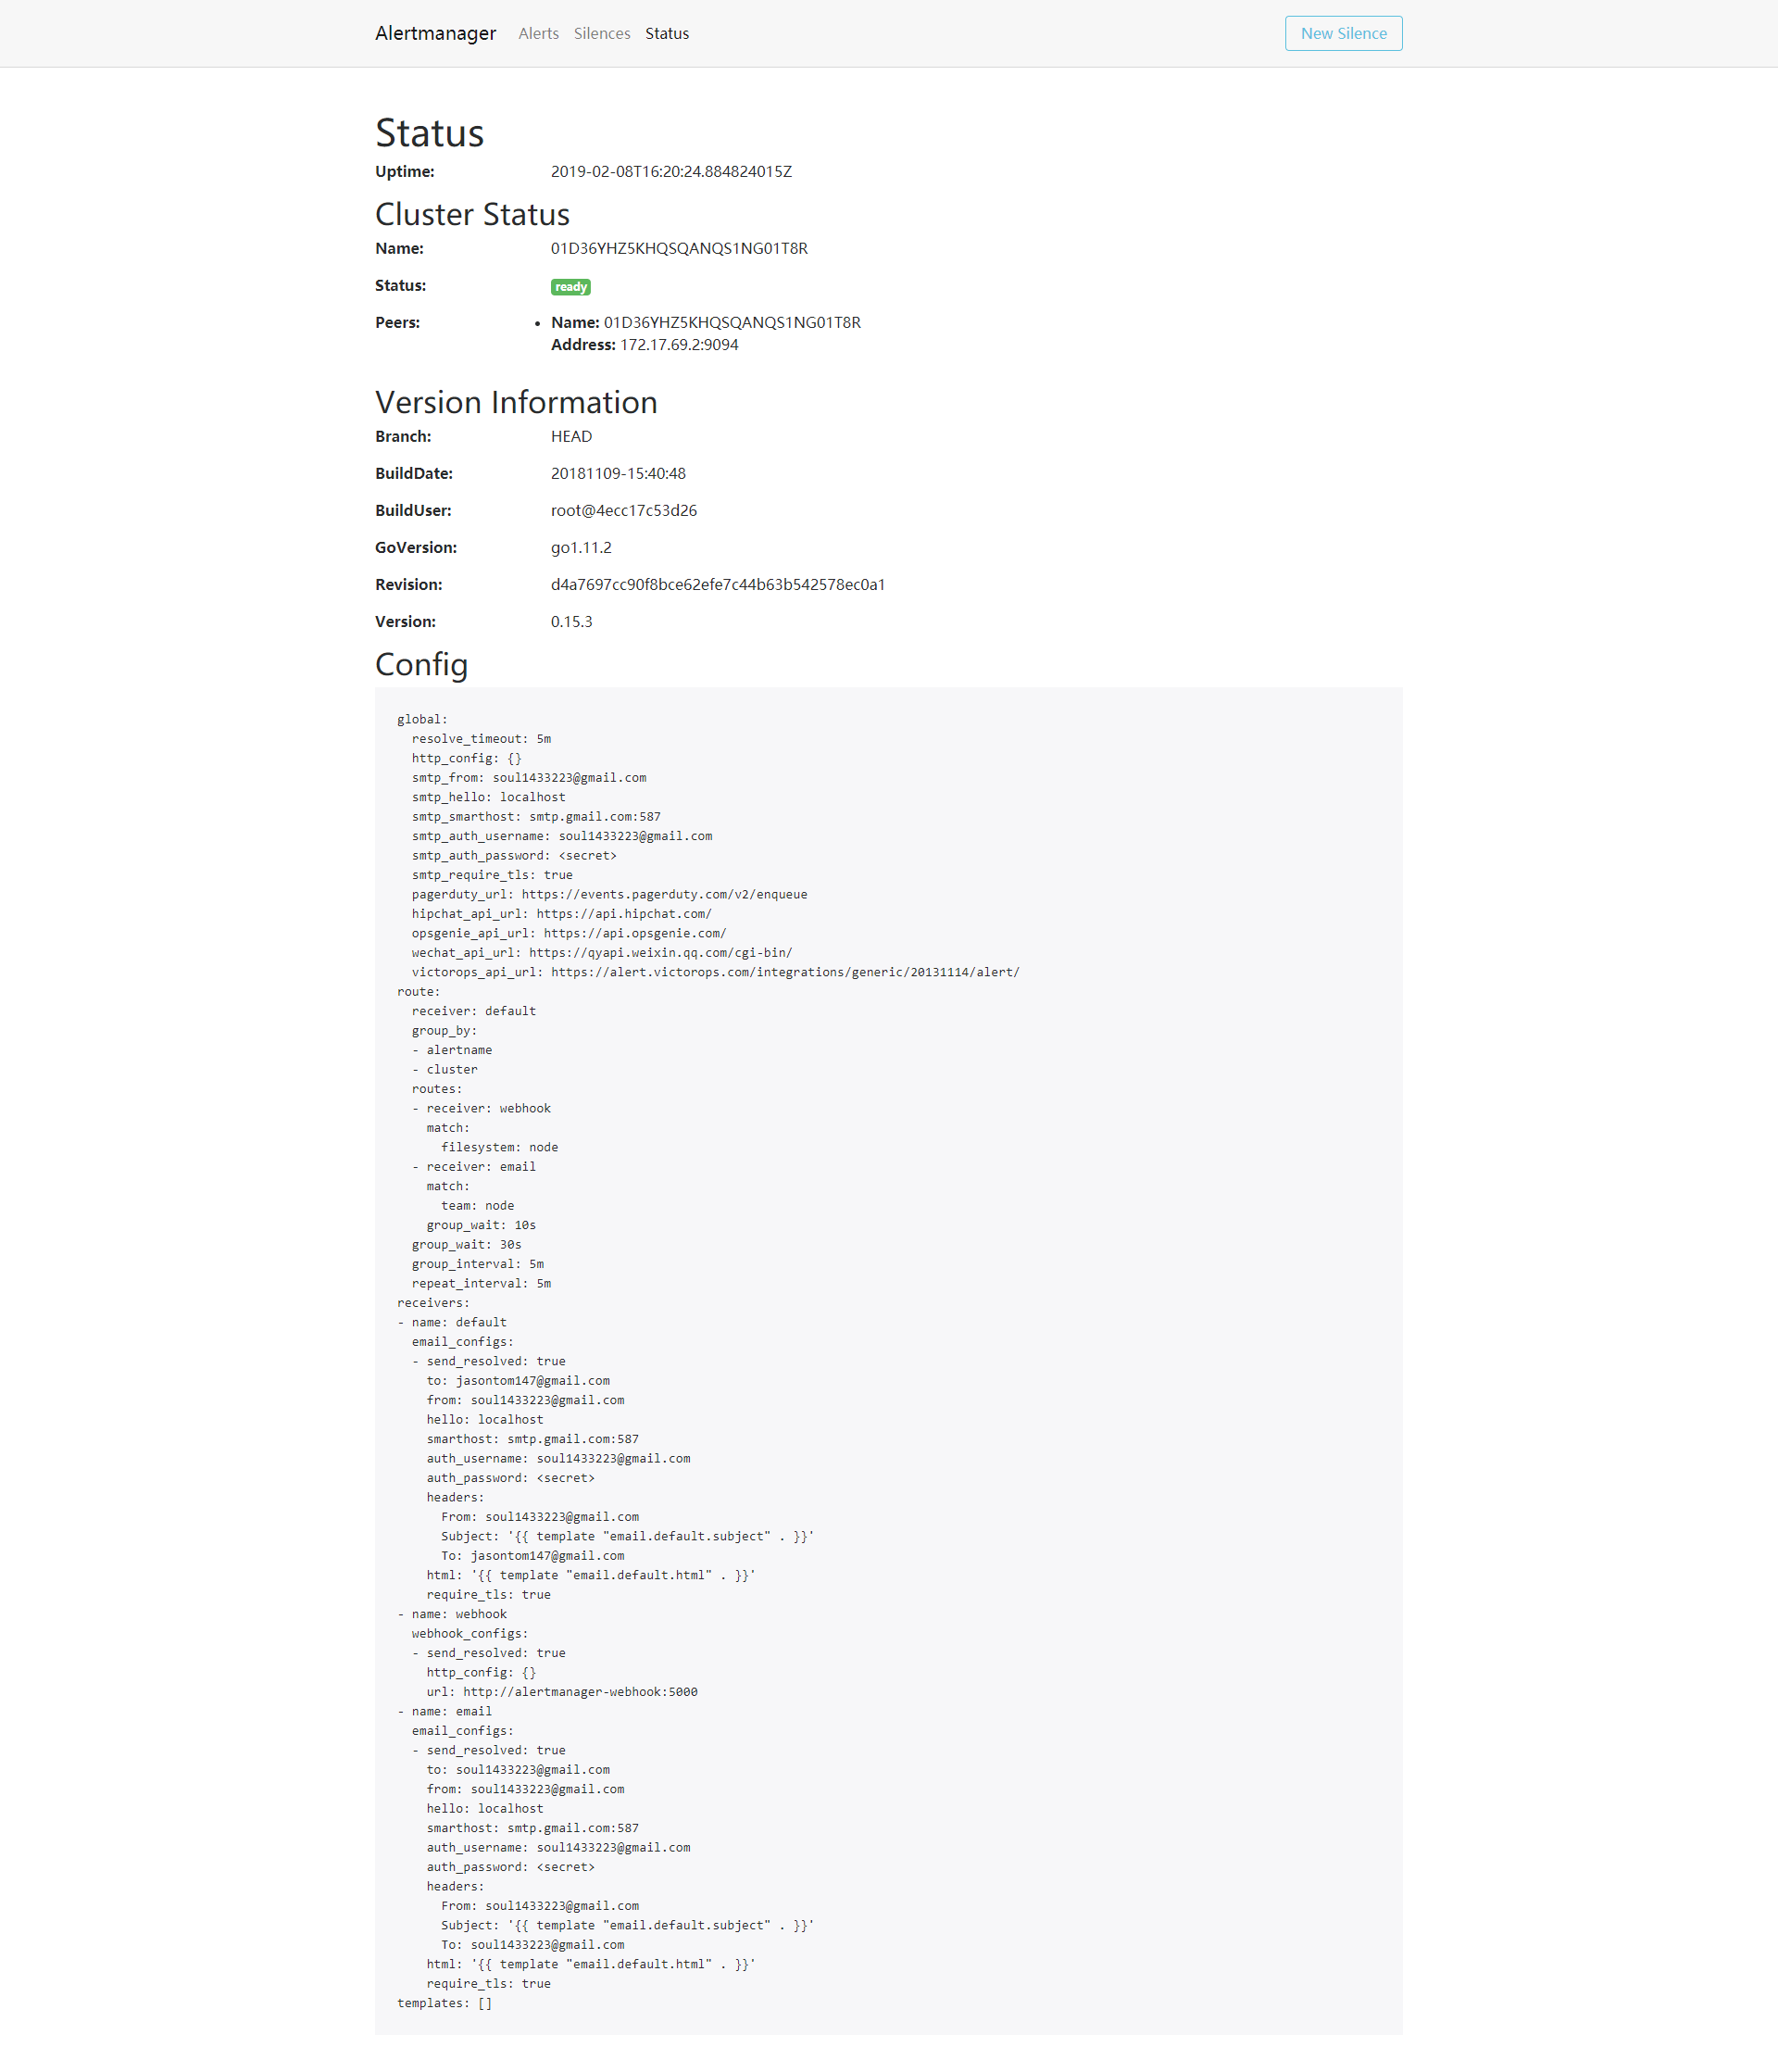 Alertmanager Alerts Silences Status New Silence
Status
Uptime: 2019-02-08T16:20:24.884824015Z
Cluster Status
Name: 01D36YHZ5KHQSQANQS1NG01T8R
Status: ready
Peers: • Name: 01D36YHZ5KHQSQANQS1NG01T8R
Address: 172.17.69.2:9094
Version Information
Branch: HEAD
BuildDate: 20181109-15:40:48
BuildUser: root@4ecc17c53d26
GoVersion: go1.11.2
Revision: d4a7697cc90f8bce62efe7c44b63b542578ec0a1
Version: 0.15.3
Config
global:
  resolve_timeout: 5m
  http_config: {}
  smtp_from: soul1433223@gmail.com
  smtp_hello: localhost
  smtp_smarthost: smtp.gmail.com:587
  smtp_auth_username: soul1433223@gmail.com
  smtp_auth_password: <secret>
  smtp_require_tls: true
  pagerduty_url: https://events.pagerduty.com/v2/enqueue
  hipchat_api_url: https://api.hipchat.com/
  opsgenie_api_url: https://api.opsgenie.com/
  wechat_api_url: https://qyapi.weixin.qq.com/cgi-bin/
  victorops_api_url: https://alert.victorops.com/integrations/generic/20131114/alert/
route:
  receiver: default
  group_by:
  - alertname
  - cluster
  routes:
  - receiver: webhook
    match:
      filesystem: node
  - receiver: email
    match:
      team: node
    group_wait: 10s
  group_wait: 30s
  group_interval: 5m
  repeat_interval: 5m
receivers:
- name: default
  email_configs:
  - send_resolved: true
    to: jasontom147@gmail.com
    from: soul1433223@gmail.com
    hello: localhost
    smarthost: smtp.gmail.com:587
    auth_username: soul1433223@gmail.com
    auth_password: <secret>
    headers:
      From: soul1433223@gmail.com
      Subject: '{{ template "email.default.subject" . }}'
      To: jasontom147@gmail.com
    html: '{{ template "email.default.html" . }}'
    require_tls: true
- name: webhook
  webhook_configs:
  - send_resolved: true
    http_config: {}
    url: http://alertmanager-webhook:5000
- name: email
  email_configs:
  - send_resolved: true
    to: soul1433223@gmail.com
    from: soul1433223@gmail.com
    hello: localhost
    smarthost: smtp.gmail.com:587
    auth_username: soul1433223@gmail.com
    auth_password: <secret>
    headers:
      From: soul1433223@gmail.com
      Subject: '{{ template "email.default.subject" . }}'
      To: soul1433223@gmail.com
    html: '{{ template "email.default.html" . }}'
    require_tls: true
templates: []